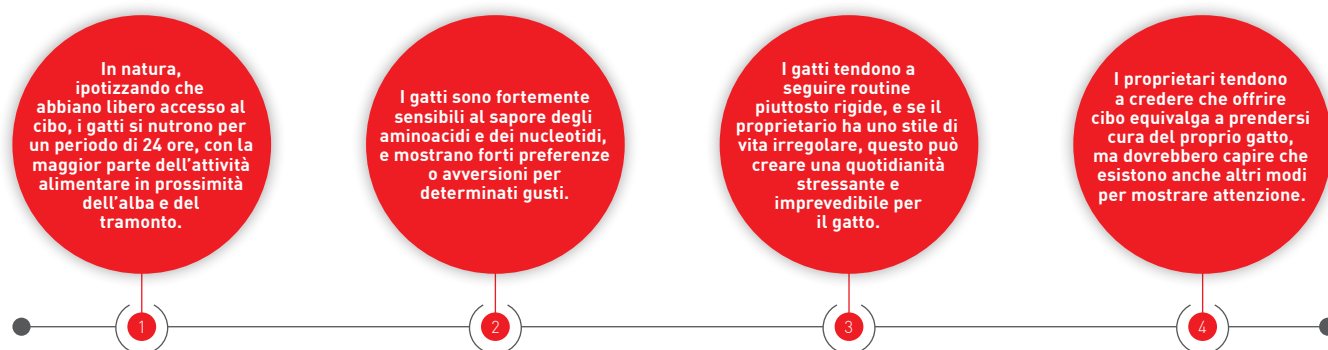 In natura,
ipotizzando che
abbiano libero accesso al
cibo, i gatti si nutrono per
un periodo di 24 ore, con la
maggior parte dell'attività
alimentare in prossimità
dell'alba e del
tramonto.
I gatti sono fortemente
sensibili al sapore degli
aminoacidi e dei nucleotidi,
e mostrano forti preferenze
o avversioni per
determinati gusti.
I gatti tendono a
seguire routine
piuttosto rigide, e se il
proprietario ha uno stile di
vita irregolare, questo può
creare una quotidianità
stressante e
imprevedibile per
il gatto.
I proprietari tendono
a credere che offrire
cibo equivalga a prendersi
cura del proprio gatto,
ma dovrebbero capire che
esistono anche altri modi
per mostrare attenzione.
1
2
3
4